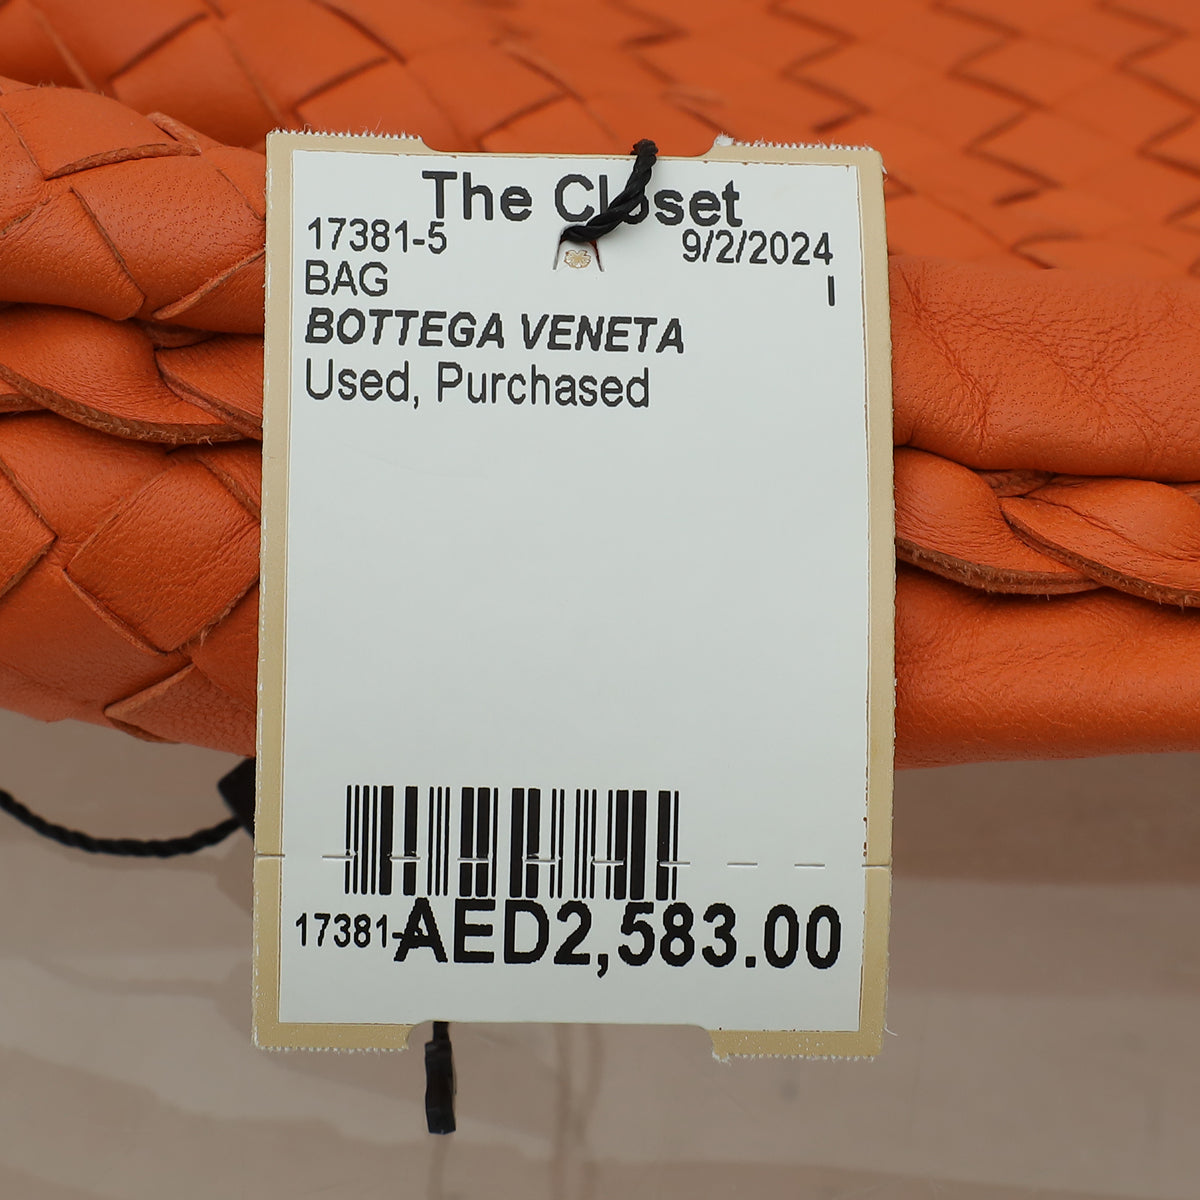 The Closet
17381-5 9/2/2024
BAG I
BOTTEGA VENETA
Used, Purchased
17381- AED2,583.00